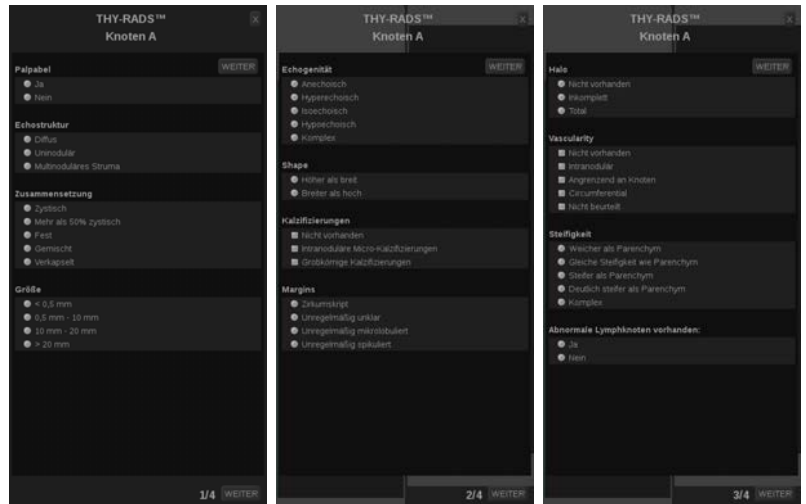 THY-RADS™
X
Knoten A
Palpabel
WEITER
Ja
Nein
Echostruktur
Diffus
Uninodulär
Multinoduläres Struma
Zusammensetzung
Zystisch
Mehr als 50% zystisch
Fest
Gemischt
Verkapselt
Größe
< 0,5 mm
0,5 mm - 10 mm
10 mm - 20 mm
> 20 mm
1/4 WEITER
THY-RADS™
X
Knoten A
Echogenität
WEITER
Anechoisch
Hyperechoisch
Isoechoisch
Hypoechoisch
Komplex
Shape
Höher als breit
Breiter als hoch
Kalzifizierungen
Nicht vorhanden
Intranoduläre Micro-Kalzifizierungen
Grobkörnige Kalzifizierungen
Margins
Zirkumskript
Unregelmäßig unklar
Unregelmäßig mikrolobuliert
Unregelmäßig spikuliert
2/4 WEITER
THY-RADS™
X
Knoten A
Halo
WEITER
Nicht vorhanden
Inkomplett
Total
Vascularity
Nicht vorhanden
Intranodulär
Angrenzend an Knoten
Circumferential
Nicht beurteilt
Steifigkeit
Weicher als Parenchym
Gleiche Steifigkeit wie Parenchym
Steifer als Parenchym
Deutlich steifer als Parenchym
Komplex
Abnormale Lymphknoten vorhanden:
Ja
Nein
3/4 WEITER